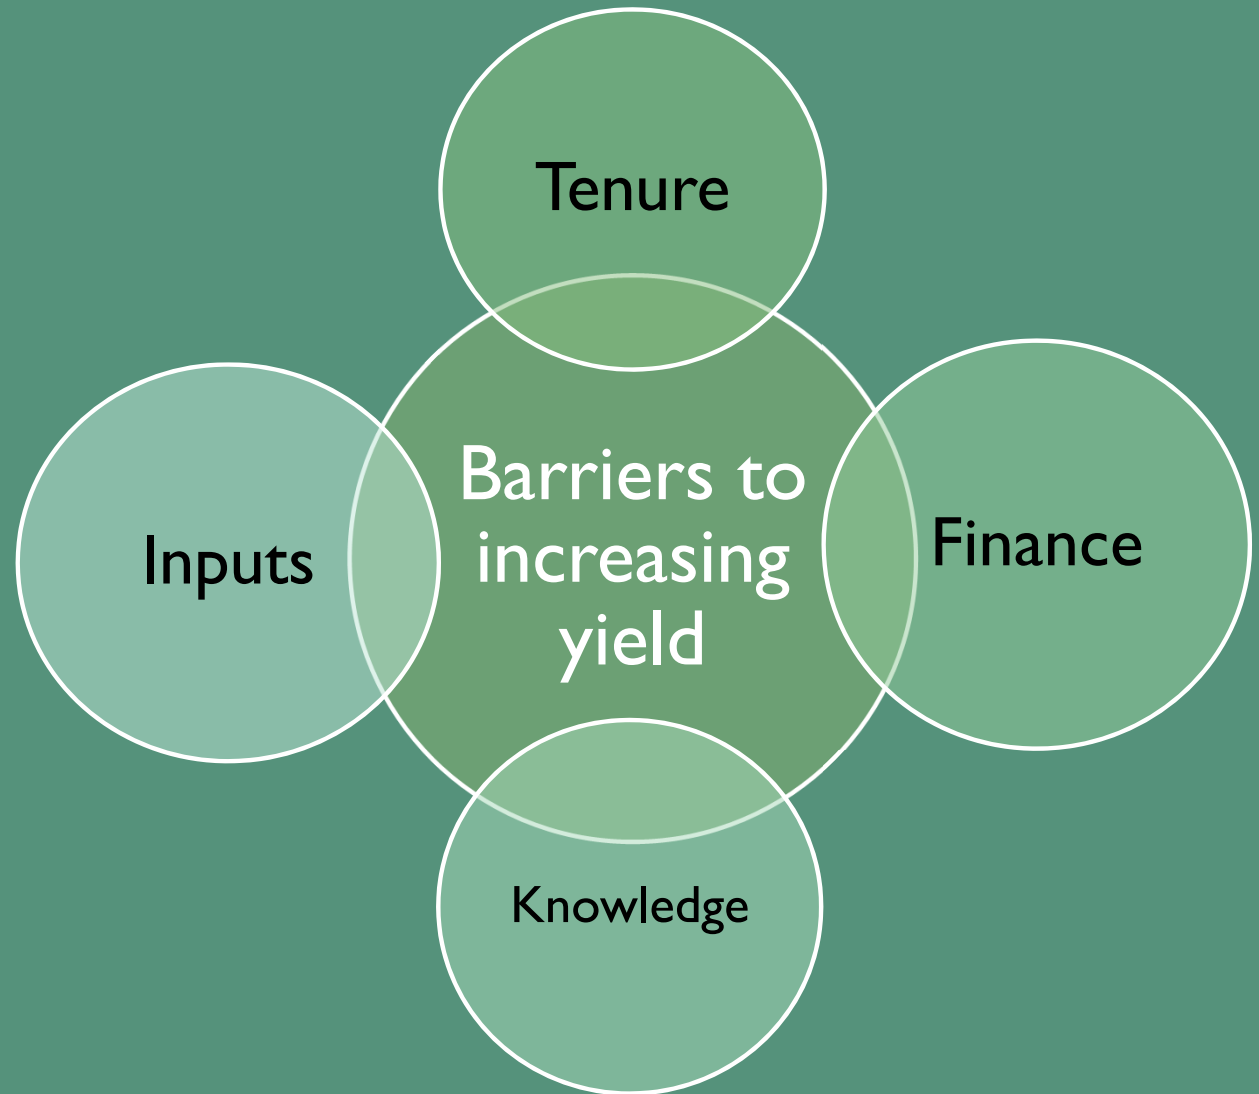 Tenure
Barriers to
increasing
yield
Inputs
Finance
Knowledge